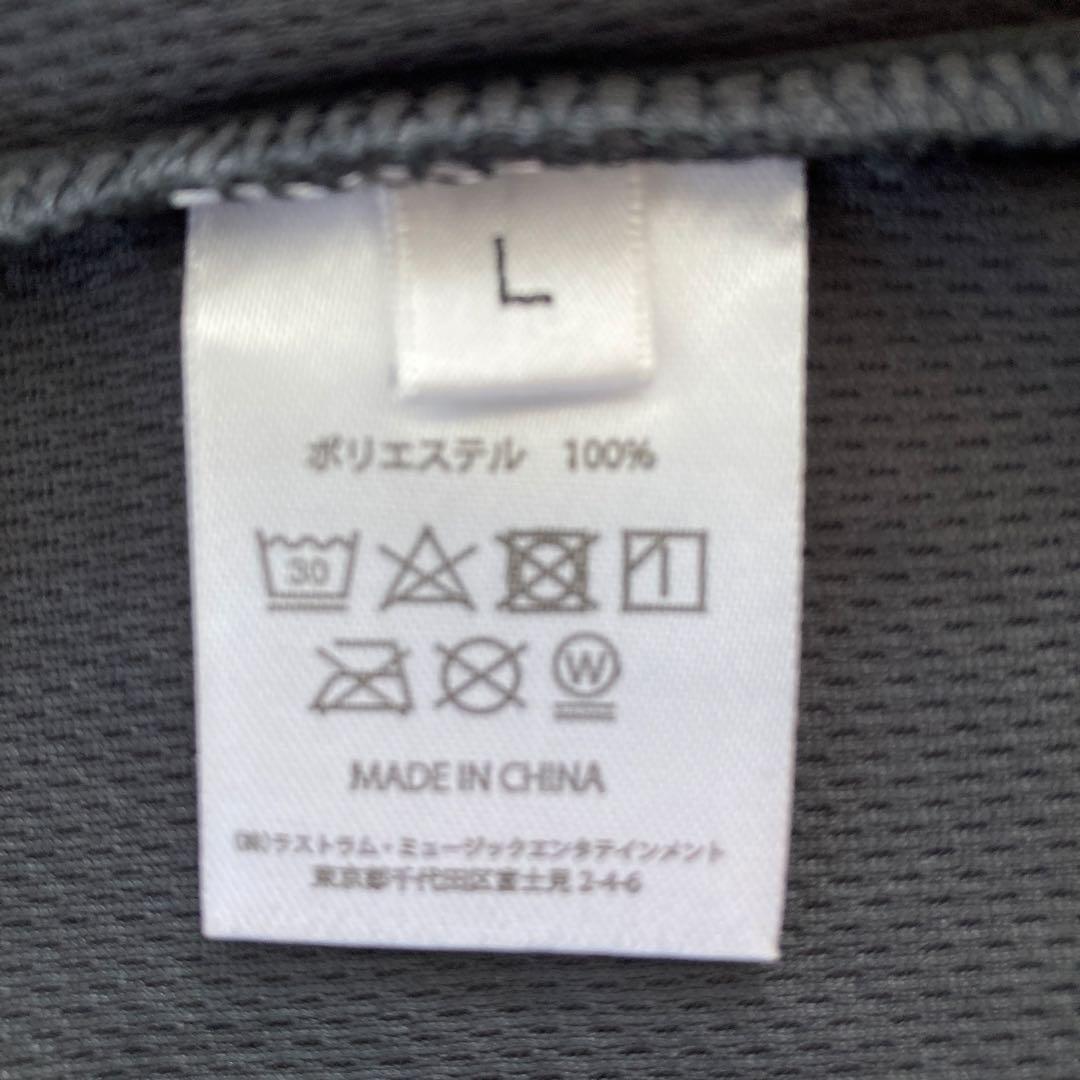 L
ポリエステル 100%
30
W
MADE IN CHINA
(株)ラストラム・ミュージックエンタテインメント
東京都千代田区富士見 2-4-6